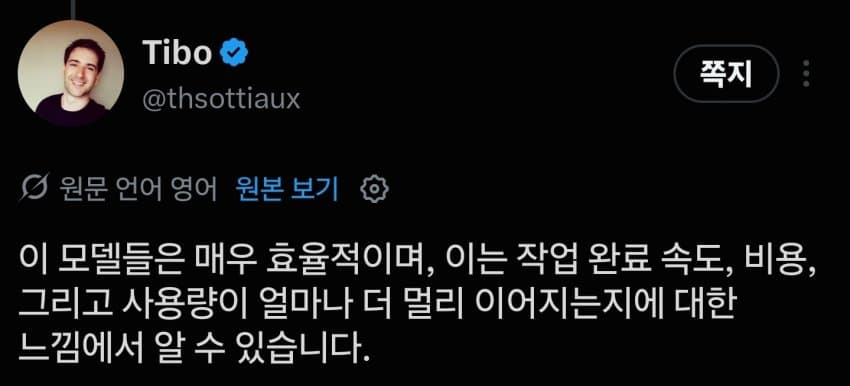 Tibo
@thsottiaux
쪽지
원문 언어 영어 원본 보기
이 모델들은 매우 효율적이며, 이는 작업 완료 속도, 비용,
그리고 사용량이 얼마나 더 멀리 이어지는지에 대한
느낌에서 알 수 있습니다.